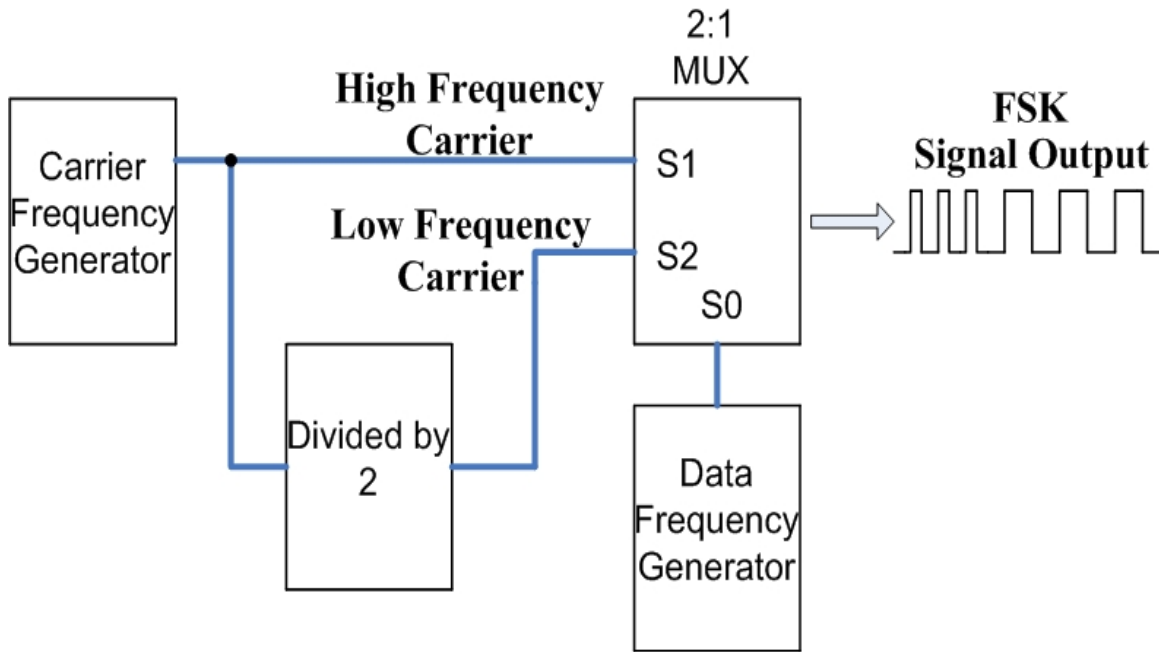 2:1
MUX
High Frequency
Carrier
FSK
Signal Output
Carrier
Frequency
Generator
S1
Low Frequency
Carrier
S2
S0
Divided by
2
Data
Frequency
Generator